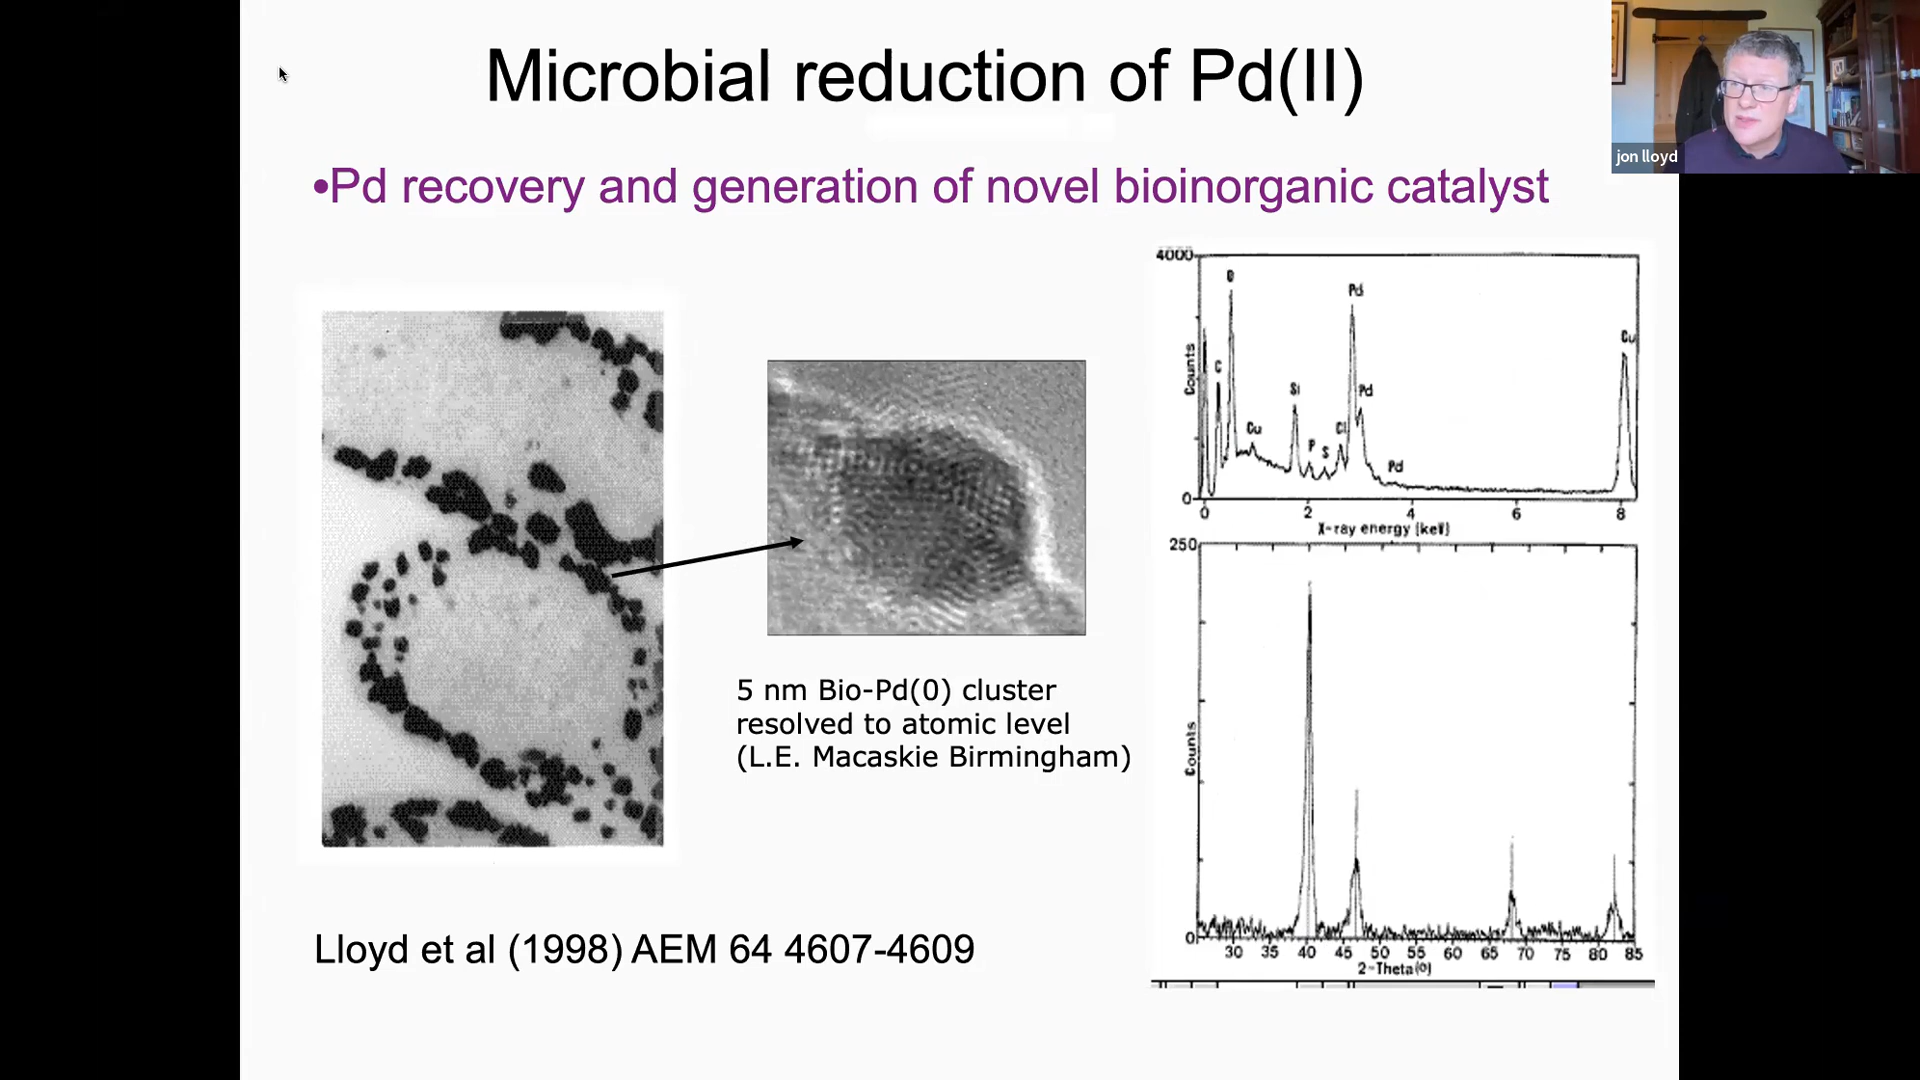 Microbial reduction of Pd(II)
jon lloyd
•Pd recovery and generation of novel bioinorganic catalyst
4000
O
Pd
Cu
Counts
C
Si
Pd
Cu
P
S
Cl
Pd
0
0 2 4 6 8
X-ray energy (keV)
250
Counts
0
30 35 40 45 50 55 60 65 70 75 80 85
2-Theta(o)
5 nm Bio-Pd(0) cluster
resolved to atomic level
(L.E. Macaskie Birmingham)
Lloyd et al (1998) AEM 64 4607-4609